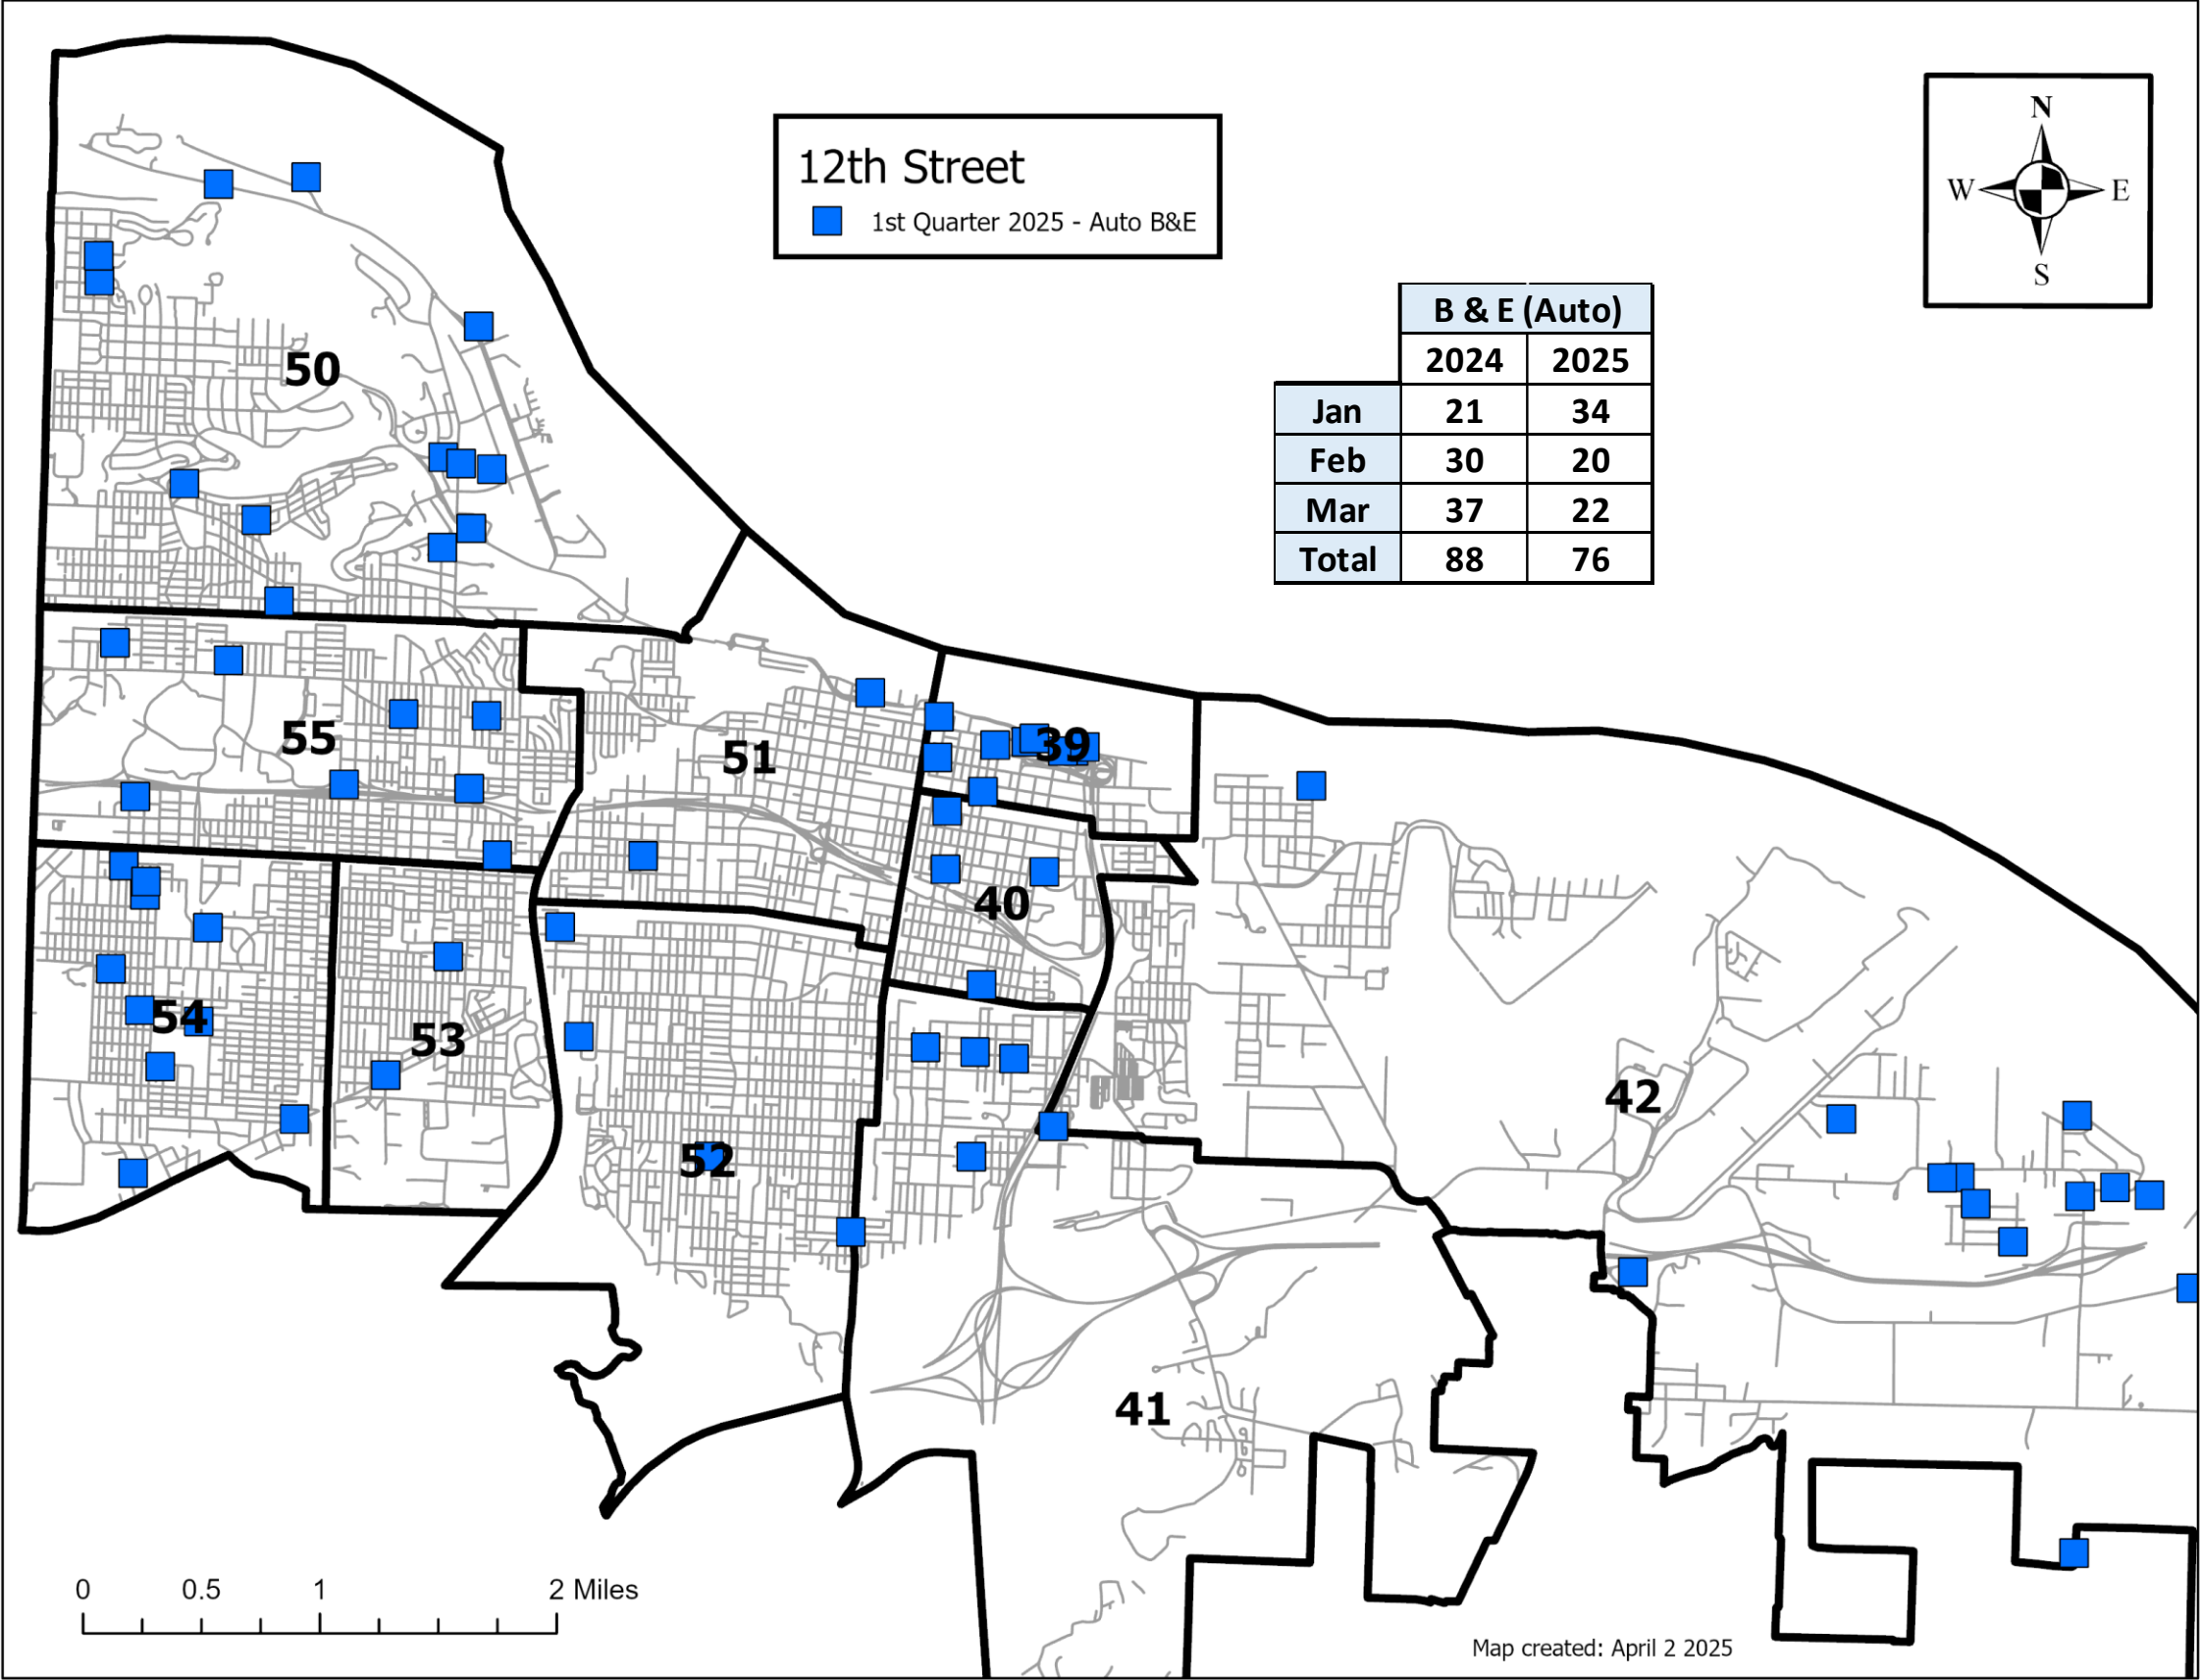 N
W E
S
12th Street
1st Quarter 2025 - Auto B&E
B & E (Auto)
2024 2025
Jan 21 34
Feb 30 20
Mar 37 22
Total 88 76
50
55
51
39
40
54
53
52
42
41
0 0.5 1 2 Miles
Map created: April 2 2025